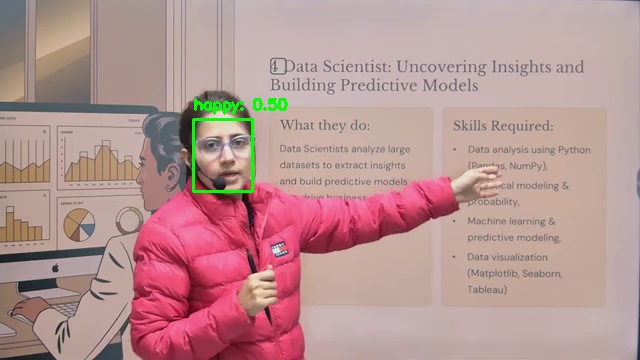 happy: 0.50
4 Data Scientist: Uncovering Insights and
Building Predictive Models
What they do:
Data Scientists analyze large
datasets to extract insights
and build predictive models
drive business
Skills Required:
• Data analysis using Python
(Pandas, NumPy),
modeling &
probability,
• Machine learning &
predictive modeling,
• Data visualization
(Matplotlib, Seaborn,
Tableau)